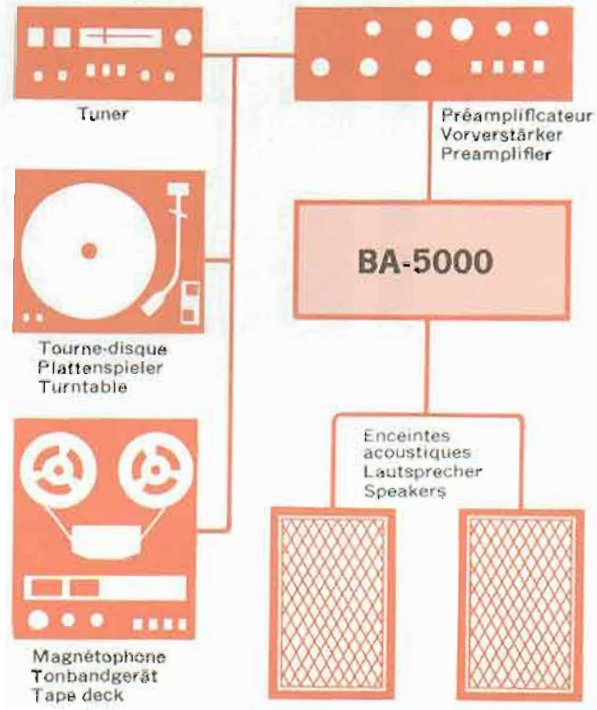 Tuner
Préamplificateur
Vorverstärker
Preamplifier
Tourne-disque
Plattenspieler
Turntable
BA-5000
Enceintes
acoustiques
Lautsprecher
Speakers
Magnétophone
Tonbandgerät
Tape deck